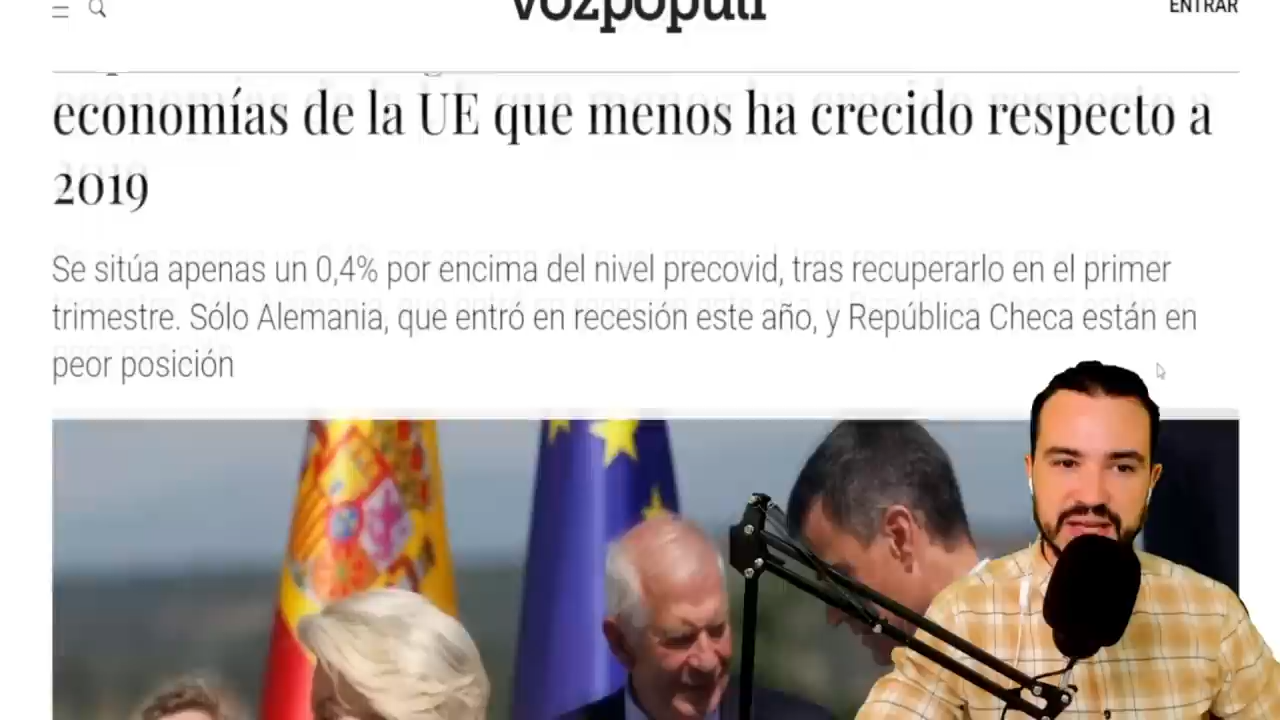 vozpópuli
ENTRAR
economías de la UE que menos ha crecido respecto a
2019
Se sitúa apenas un 0,4% por encima del nivel precovid, tras recuperarlo en el primer
trimestre. Sólo Alemania, que entró en recesión este año, y República Checa están en
peor posición